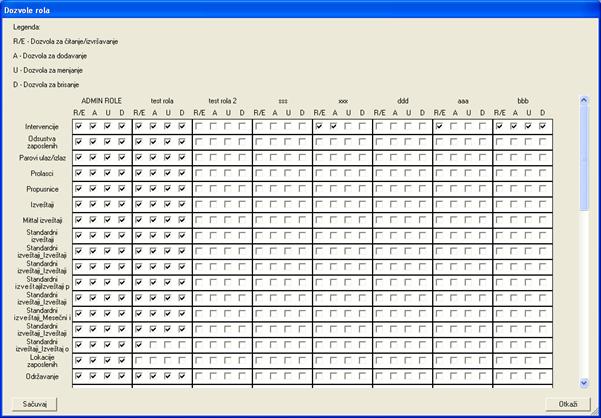 Dozvole rola
Legenda:
R/E - Dozvola za čitanje/izvršavanje
A - Dozvola za dodavanje
U - Dozvola za menjanje
D - Dozvola za brisanje
ADMIN ROLE test rola test rola 2 sss xxx ddd aaa bbb
R/E A U D R/E A U D R/E A U D R/E A U D R/E A U D R/E A U D R/E A U D R/E A U D
Intervencije
Odsustva
zaposlenih
Parovi ulaz/izlaz
Prolasci
Propusnice
Izveštaji
Mittal izveštaji
Standardni
izveštaji
Standardni
izveštaji_Izveštaji
Standardni
izveštaji_Izveštaji
Standardni
izveštajiIzveštaji p
Standardni
izveštaji_Izveštaji
Standardni
izveštaji_Mesečni i
Standardni
izveštaji_Izveštaji
Standardni
izveštaji_Izveštaj o
Lokacije
zaposlenih
Održavanje
Sačuvaj Otkaži